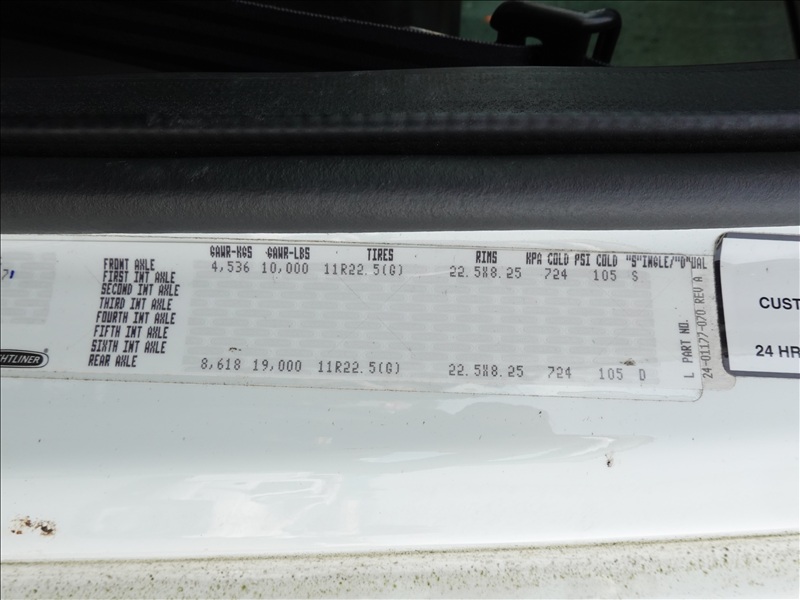 GAWR-KGS GAWR-LBS TIRES RIMS KPA COLD PSI COLD "S"INGLE/"D"UAL
FRONT AXLE 4,536 10,000 11R22.5(G) 22.5X8.25 724 105 S
FIRST INT AXLE
SECOND INT AXLE
THIRD INT AXLE
FOURTH INT AXLE
FIFTH INT AXLE
SIXTH INT AXLE
REAR AXLE 8,618 19,000 11R22.5(G) 22.5X8.25 724 105 D
71
HTLINER
L PART NO.
24-01177-070 REV A
CUST
24 HR